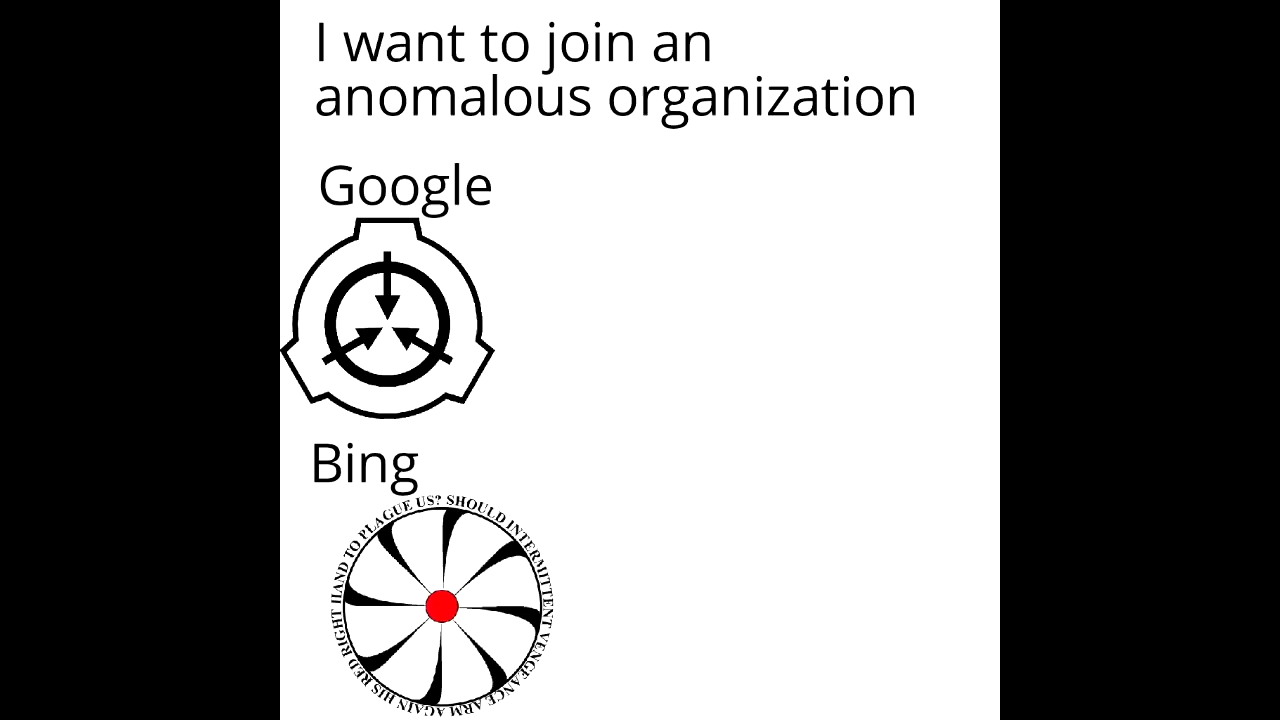 I want to join an
anomalous organization
Google
Bing
SHOULD INTERMITTENT VENGEANCE ARM AGAIN HIS RED RIGHT HAND TO PLAGUE US?